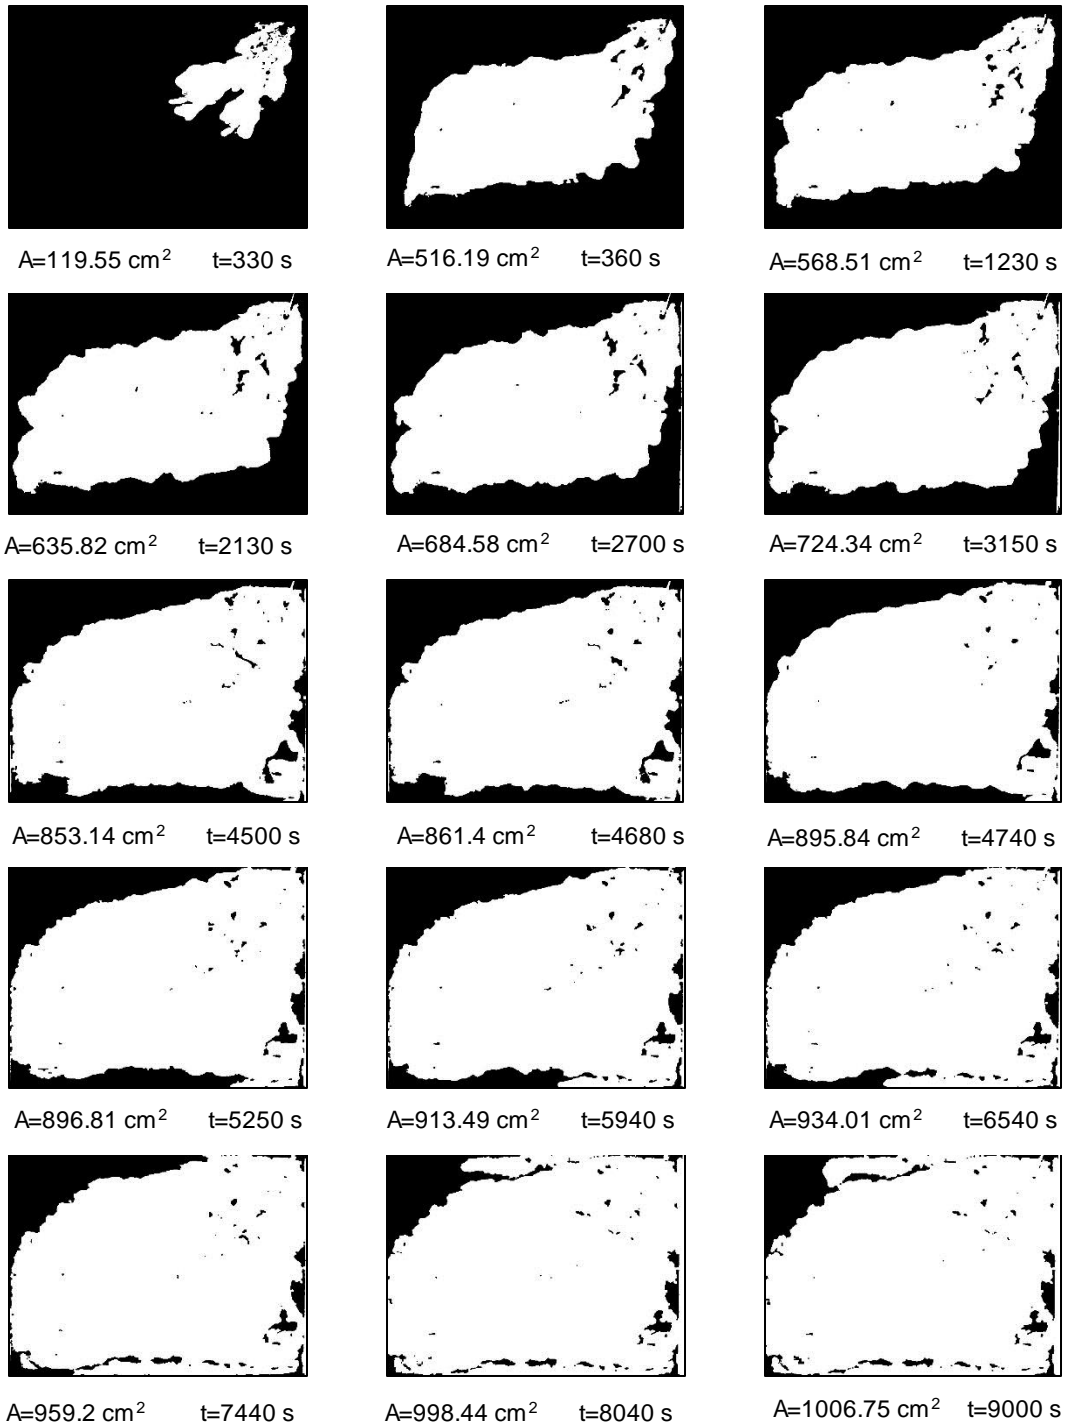 A=119.55 cm² t=330 s
A=516.19 cm² t=360 s
A=568.51 cm² t=1230 s
A=635.82 cm² t=2130 s
A=684.58 cm² t=2700 s
A=724.34 cm² t=3150 s
A=853.14 cm² t=4500 s
A=861.4 cm² t=4680 s
A=895.84 cm² t=4740 s
A=896.81 cm² t=5250 s
A=913.49 cm² t=5940 s
A=934.01 cm² t=6540 s
A=959.2 cm² t=7440 s
A=998.44 cm² t=8040 s
A=1006.75 cm² t=9000 s